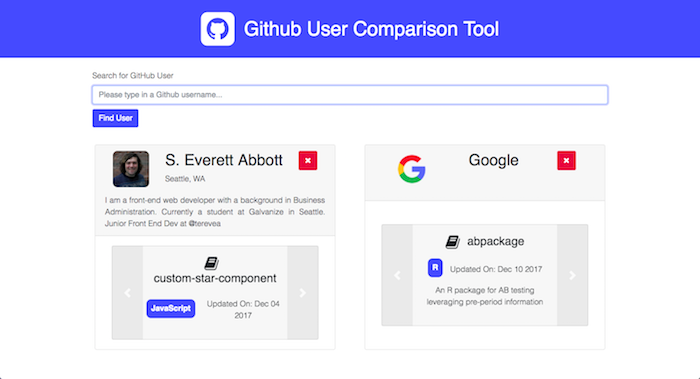 Github User Comparison Tool
Search for GitHub User
Please type in a Github username...
Find User
S. Everett Abbott
Seattle, WA
I am a front-end web developer with a background in Business
Administration. Currently a student at Galvanize in Seattle.
Junior Front End Dev at @terevea
custom-star-component
JavaScript
Updated On: Dec 04
2017
Google
abpackage
R
Updated On: Dec 10 2017
An R package for AB testing
leveraging pre-period information